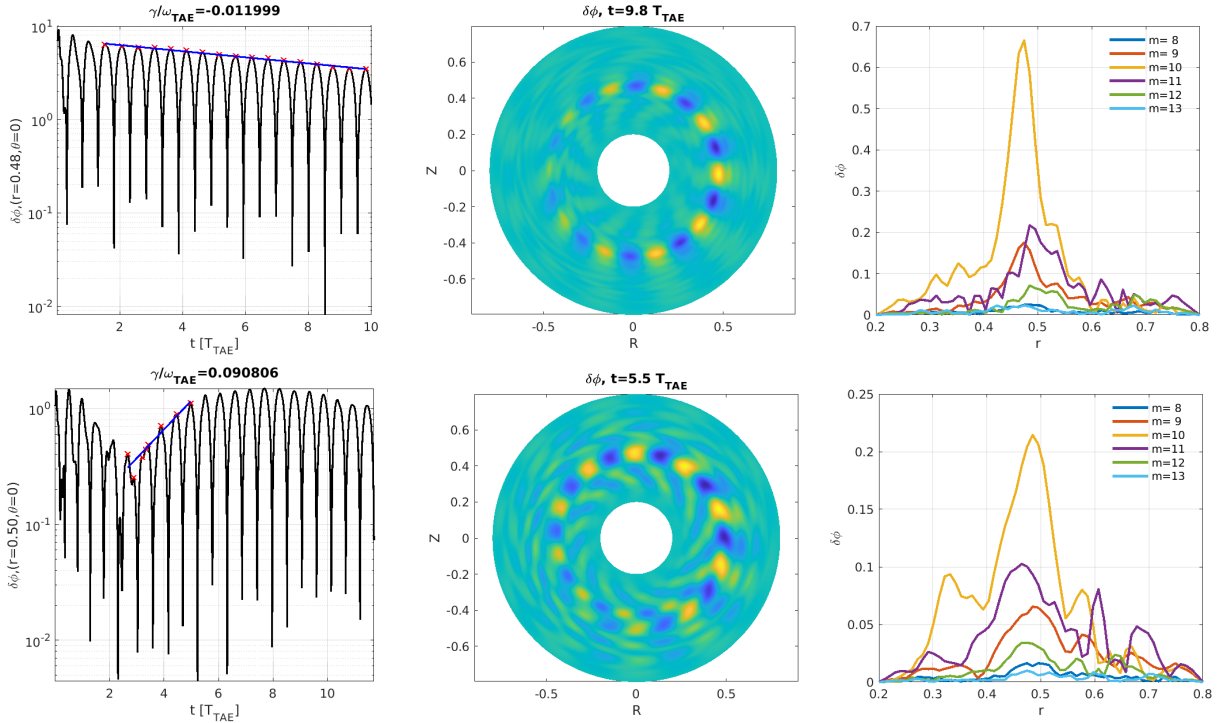 γ/ω_TAE=-0.011999
δϕ, t=9.8 T_TAE
10^1
10^0
10^-1
10^-2
δϕ,(r=0.48,θ=0)
2 4 6 8 10
t [T_TAE]
0.6
0.4
0.2
0
-0.2
-0.4
-0.6
Z
-0.5 0 0.5
R
0.7
0.6
0.5
0.4
0.3
0.2
0.1
0
δϕ
0.2 0.3 0.4 0.5 0.6 0.7 0.8
r
m= 8
m= 9
m=10
m=11
m=12
m=13
γ/ω_TAE=0.090806
δϕ, t=5.5 T_TAE
10^0
10^-1
10^-2
δϕ,(r=0.50,θ=0)
2 4 6 8 10
t [T_TAE]
0.6
0.4
0.2
0
-0.2
-0.4
-0.6
Z
-0.5 0 0.5
R
0.25
0.2
0.15
0.1
0.05
0
δϕ
0.2 0.3 0.4 0.5 0.6 0.7 0.8
r
m= 8
m= 9
m=10
m=11
m=12
m=13